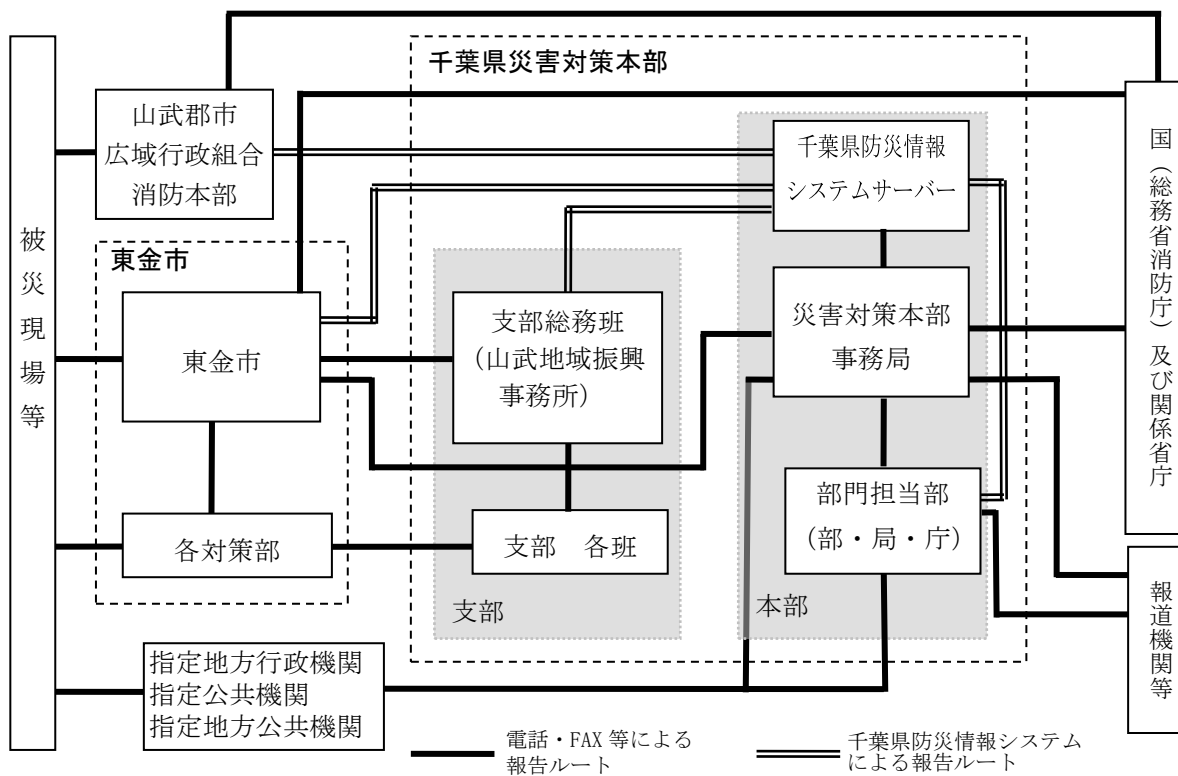 千葉県災害対策本部
山武郡市
広域行政組合
消防本部
千葉県防災情報
システムサーバー
国（総務省消防庁）及び関係省庁
被災現場等
東金市
東金市
支部総務班
（山武地域振興
事務所）
災害対策本部
事務局
各対策部
支部　各班
部門担当部
（部・局・庁）
支部
本部
報道機関等
指定地方行政機関
指定公共機関
指定地方公共機関
電話・FAX 等による
報告ルート
千葉県防災情報システム
による報告ルート